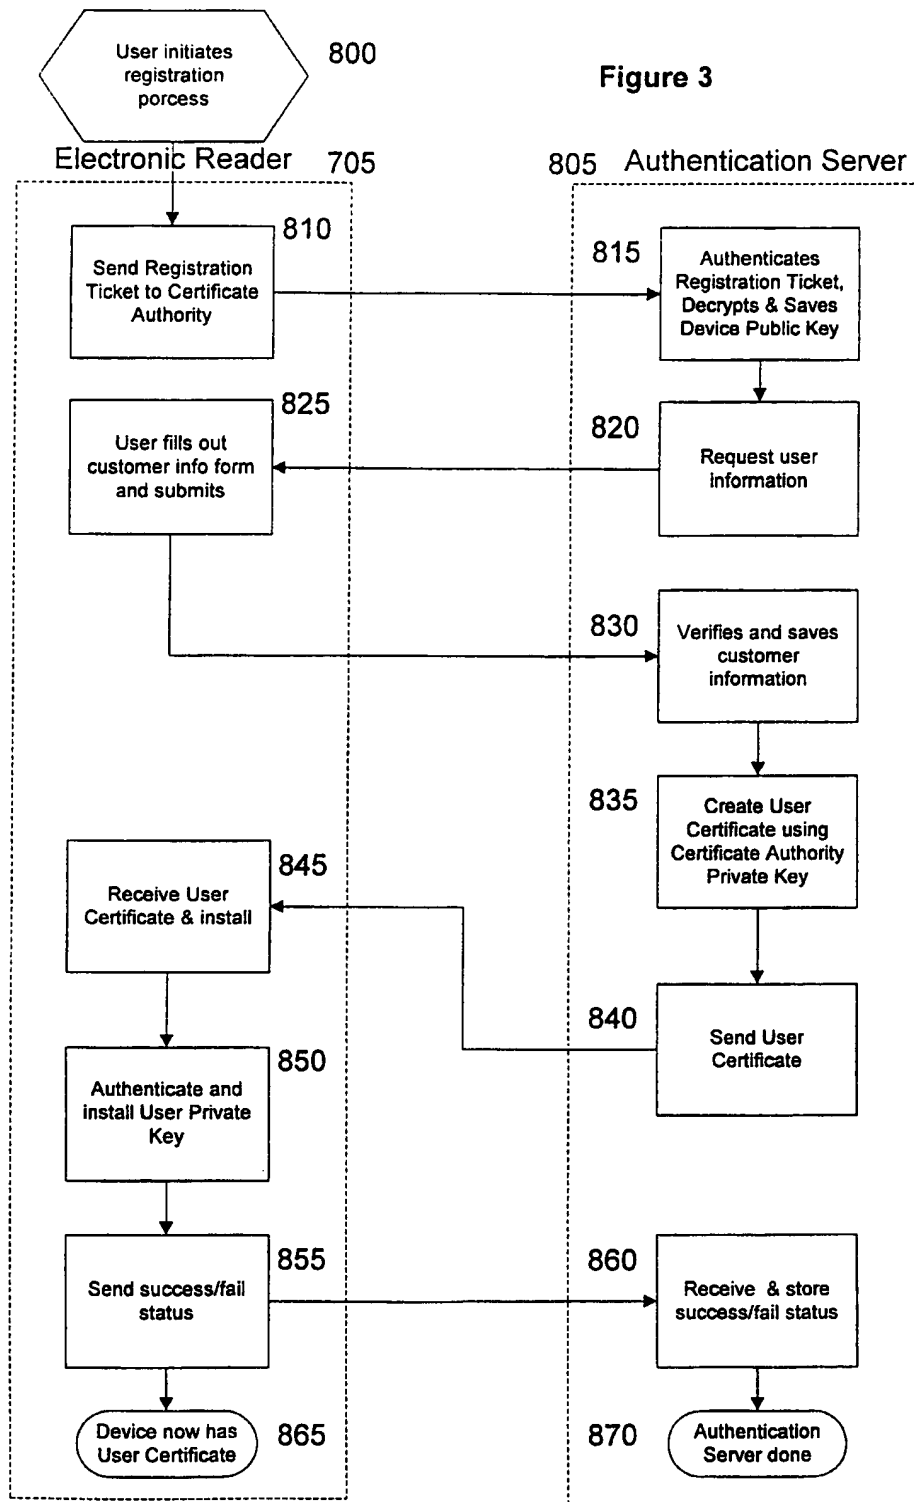 User initiates
registration
porcess
800
Figure 3
Electronic Reader
705
805
Authentication Server
810
Send Registration
Ticket to Certificate
Authority
815
Authenticates
Registration Ticket,
Decrypts & Saves
Device Public Key
825
User fills out
customer info form
and submits
820
Request user
information
830
Verifies and saves
customer
information
835
Create User
Certificate using
Certificate Authority
Private Key
845
Receive User
Certificate & install
840
Send User
Certificate
850
Authenticate and
install User Private
Key
855
Send success/fail
status
860
Receive & store
success/fail status
Device now has
User Certificate
865
870
Authentication
Server done